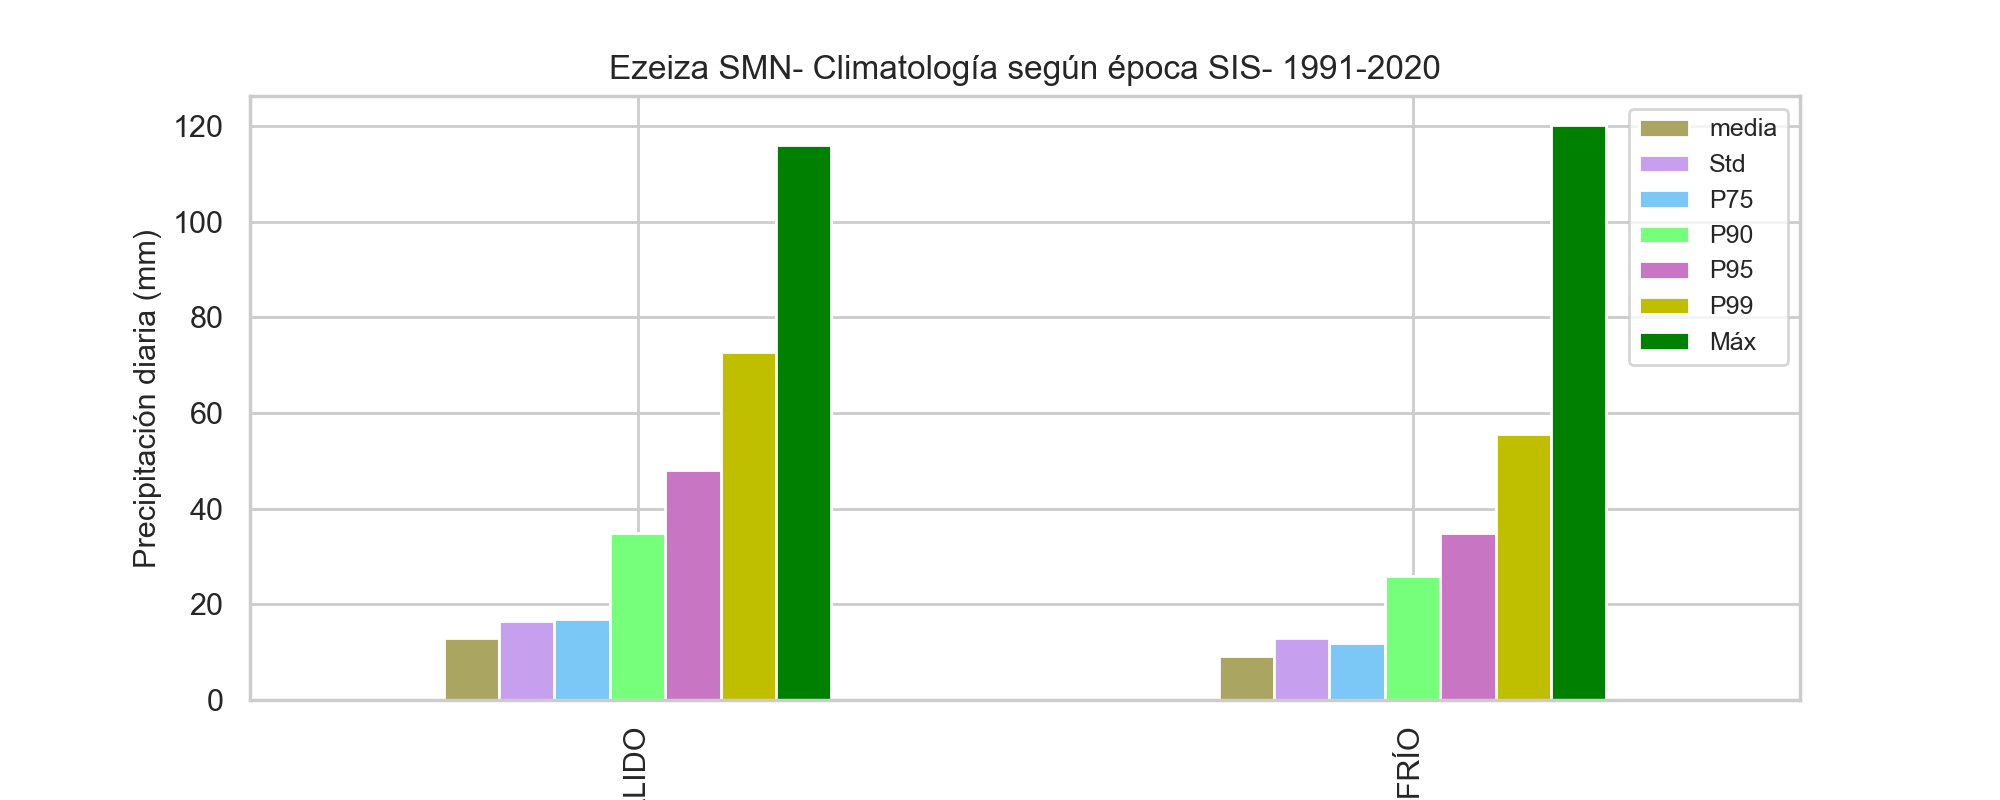 Ezeiza SMN- Climatología según época SIS- 1991-2020
Precipitación diaria (mm)
120
100
80
60
40
20
0
media
Std
P75
P90
P95
P99
Máx
LIDO
FRÍO